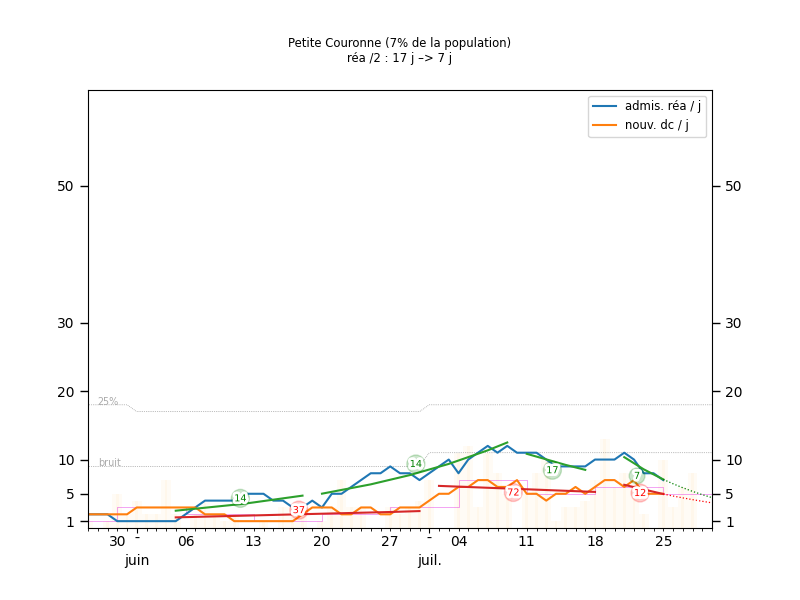 Petite Couronne (7% de la population)
réa /2 : 17 j –> 7 j
admis. réa / j
nouv. dc / j
50 50
30 30
20 20
25%
10 10
bruit
5 5
1 1
14 37 14 72 17 7 12
30 - 06 13 20 27 - 04 11 18 25
juin juil.